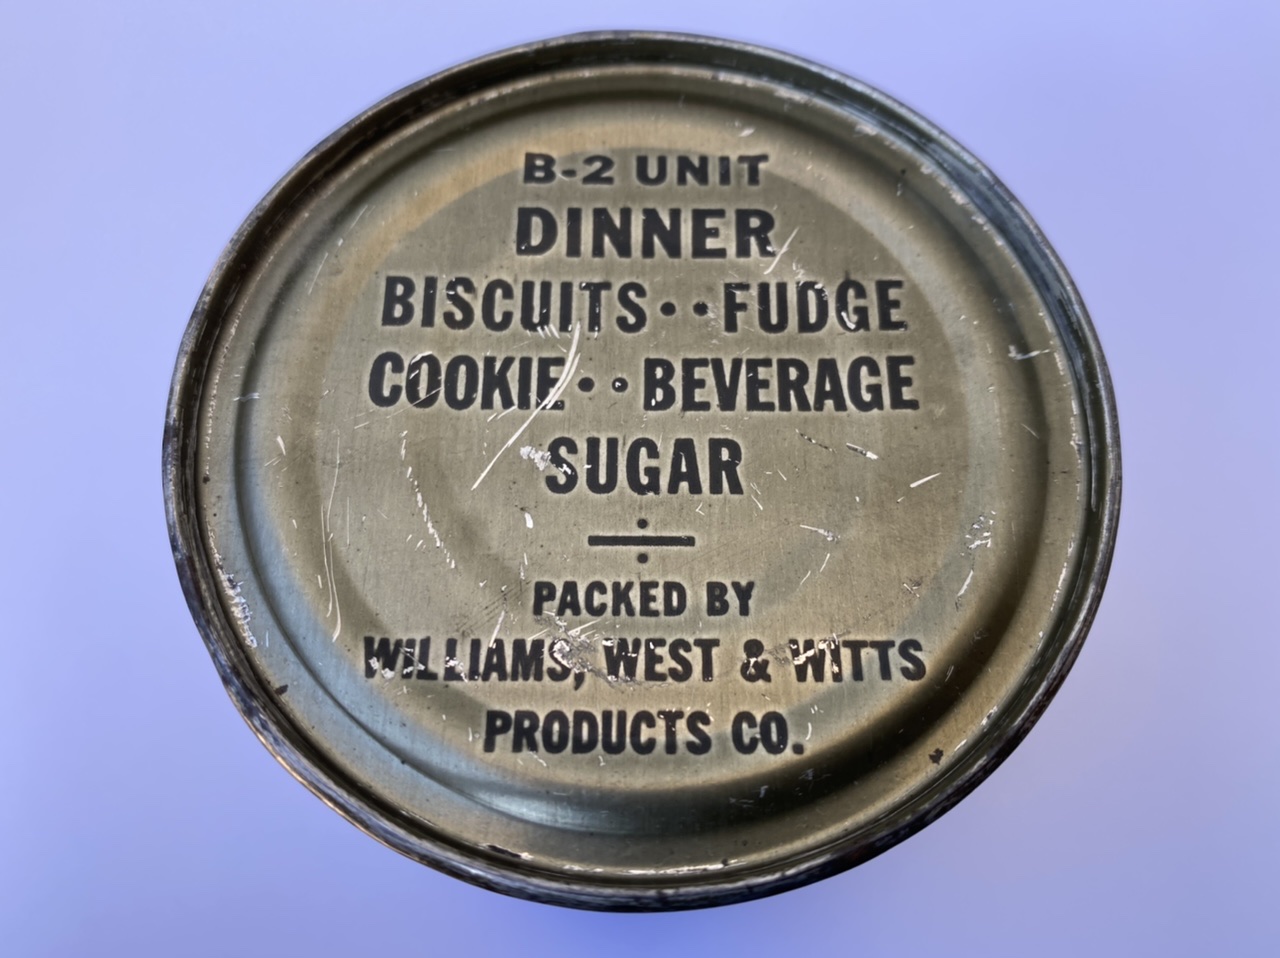 B-2 UNIT
DINNER
BISCUITS··FUDGE
COOKIE··BEVERAGE
SUGAR
PACKED BY
WILLIAMS, WEST & WITTS
PRODUCTS CO.